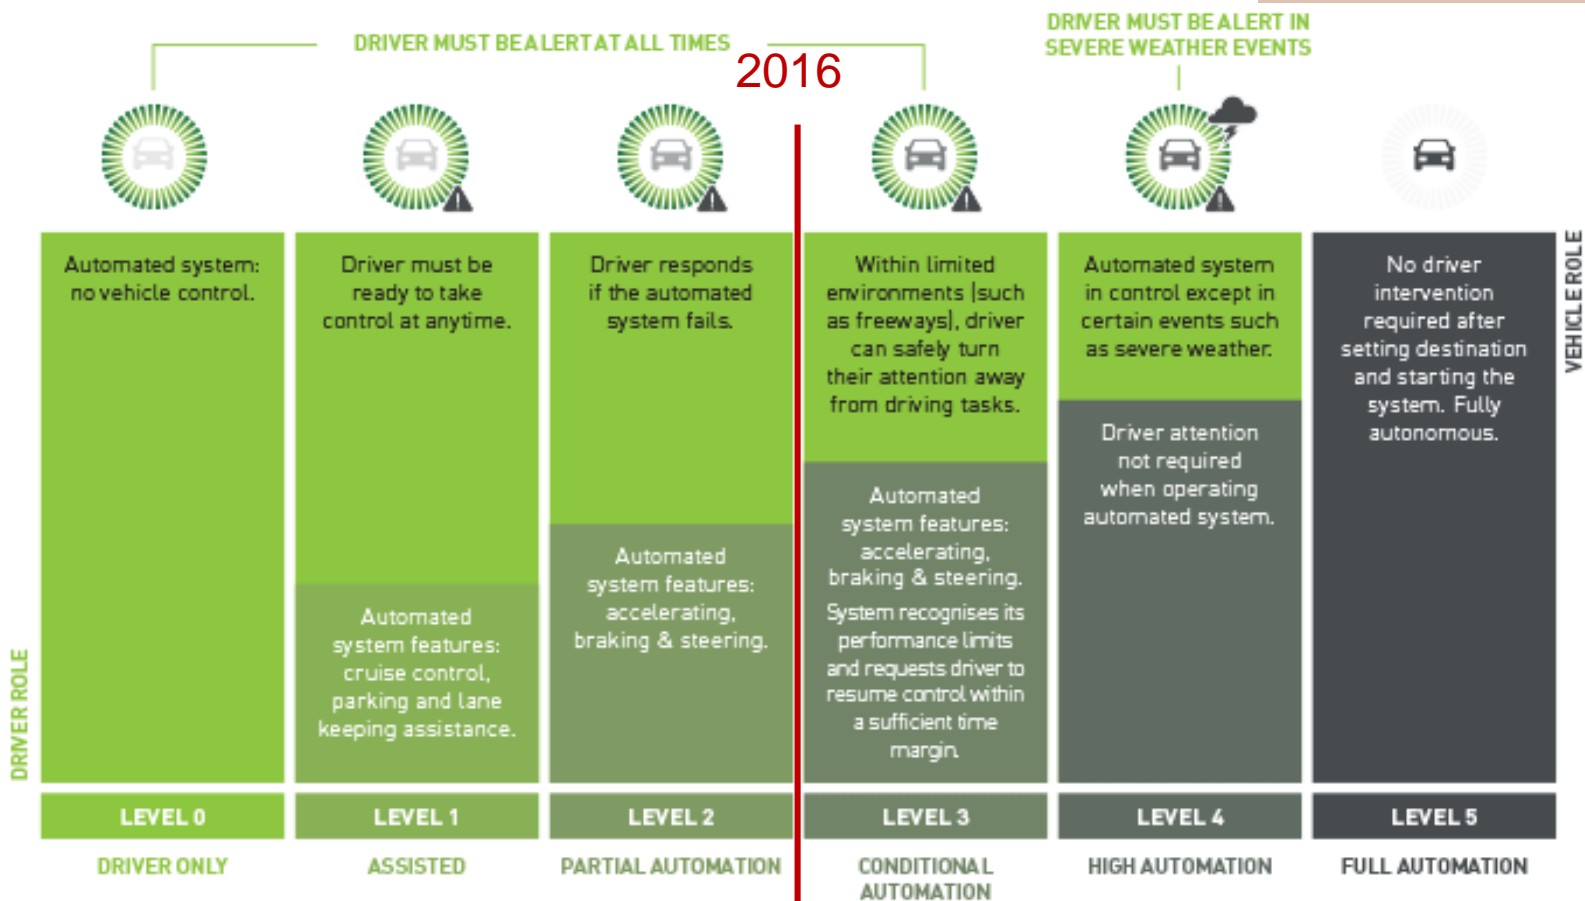 DRIVER MUST BE ALERT AT ALL TIMES
DRIVER MUST BE ALERT IN
SEVERE WEATHER EVENTS
2016
Automated system:
no vehicle control.
Driver must be
ready to take
control at anytime.
Automated
system features:
cruise control,
parking and lane
keeping assistance.
Driver responds
if the automated
system fails.
Automated
system features:
accelerating,
braking & steering.
Within limited
environments (such
as freeways), driver
can safely turn
their attention away
from driving tasks.
Automated
system features:
accelerating,
braking & steering.
System recognises its
performance limits
and requests driver to
resume control within
a sufficient time
margin.
Automated system
in control except in
certain events such
as severe weather.
Driver attention
not required
when operating
automated system.
No driver
intervention
required after
setting destination
and starting the
system. Fully
autonomous.
DRIVER ROLE
VEHICLE ROLE
LEVEL 0
LEVEL 1
LEVEL 2
LEVEL 3
LEVEL 4
LEVEL 5
DRIVER ONLY
ASSISTED
PARTIAL AUTOMATION
CONDITIONAL
AUTOMATION
HIGH AUTOMATION
FULL AUTOMATION